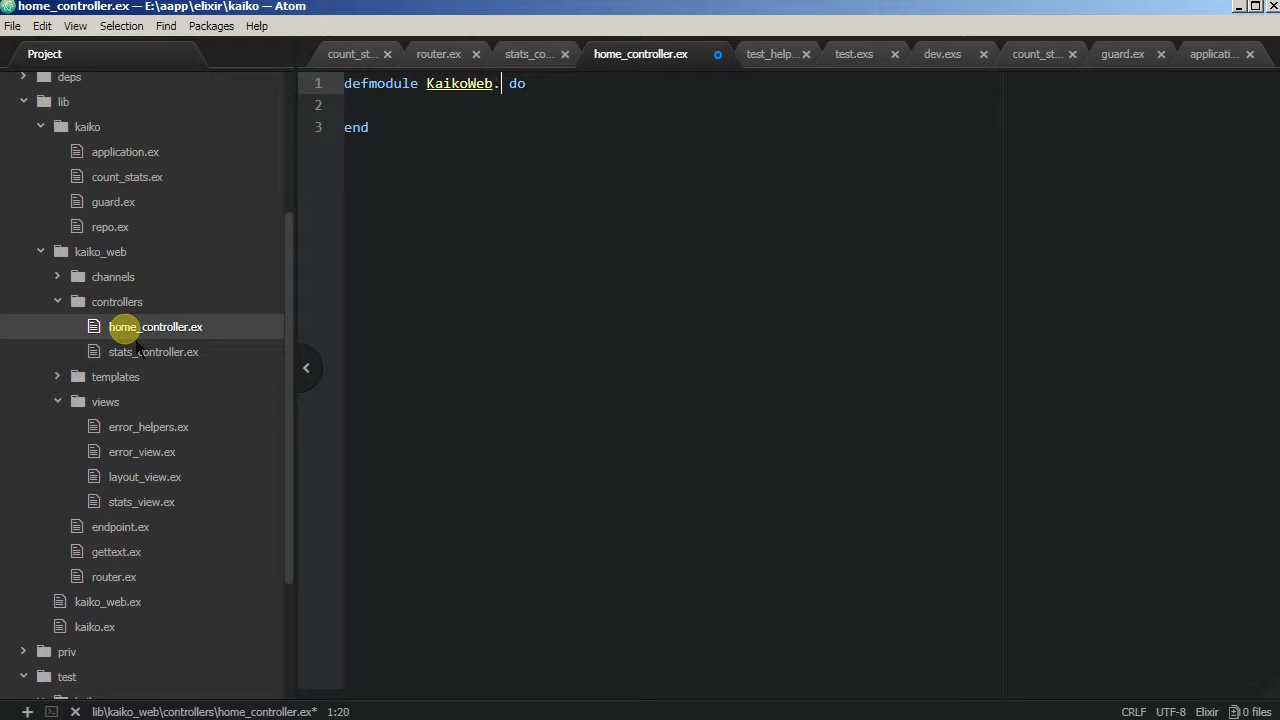 home_controller.ex — E:\aapp\elixir\kaiko — Atom
File Edit View Selection Find Packages Help
Project
count_st... router.ex stats_co... home_controller.ex test_help... test.exs dev.exs count_st... guard.ex applicati...
deps
lib
kaiko
application.ex
count_stats.ex
guard.ex
repo.ex
kaiko_web
channels
controllers
home_controller.ex
stats_controller.ex
templates
views
error_helpers.ex
error_view.ex
layout_view.ex
stats_view.ex
endpoint.ex
gettext.ex
router.ex
kaiko_web.ex
kaiko.ex
priv
test
1 defmodule KaikoWeb. do
2
3 end
lib\kaiko_web\controllers\home_controller.ex* 1:20
CRLF UTF-8 Elixir 0 files